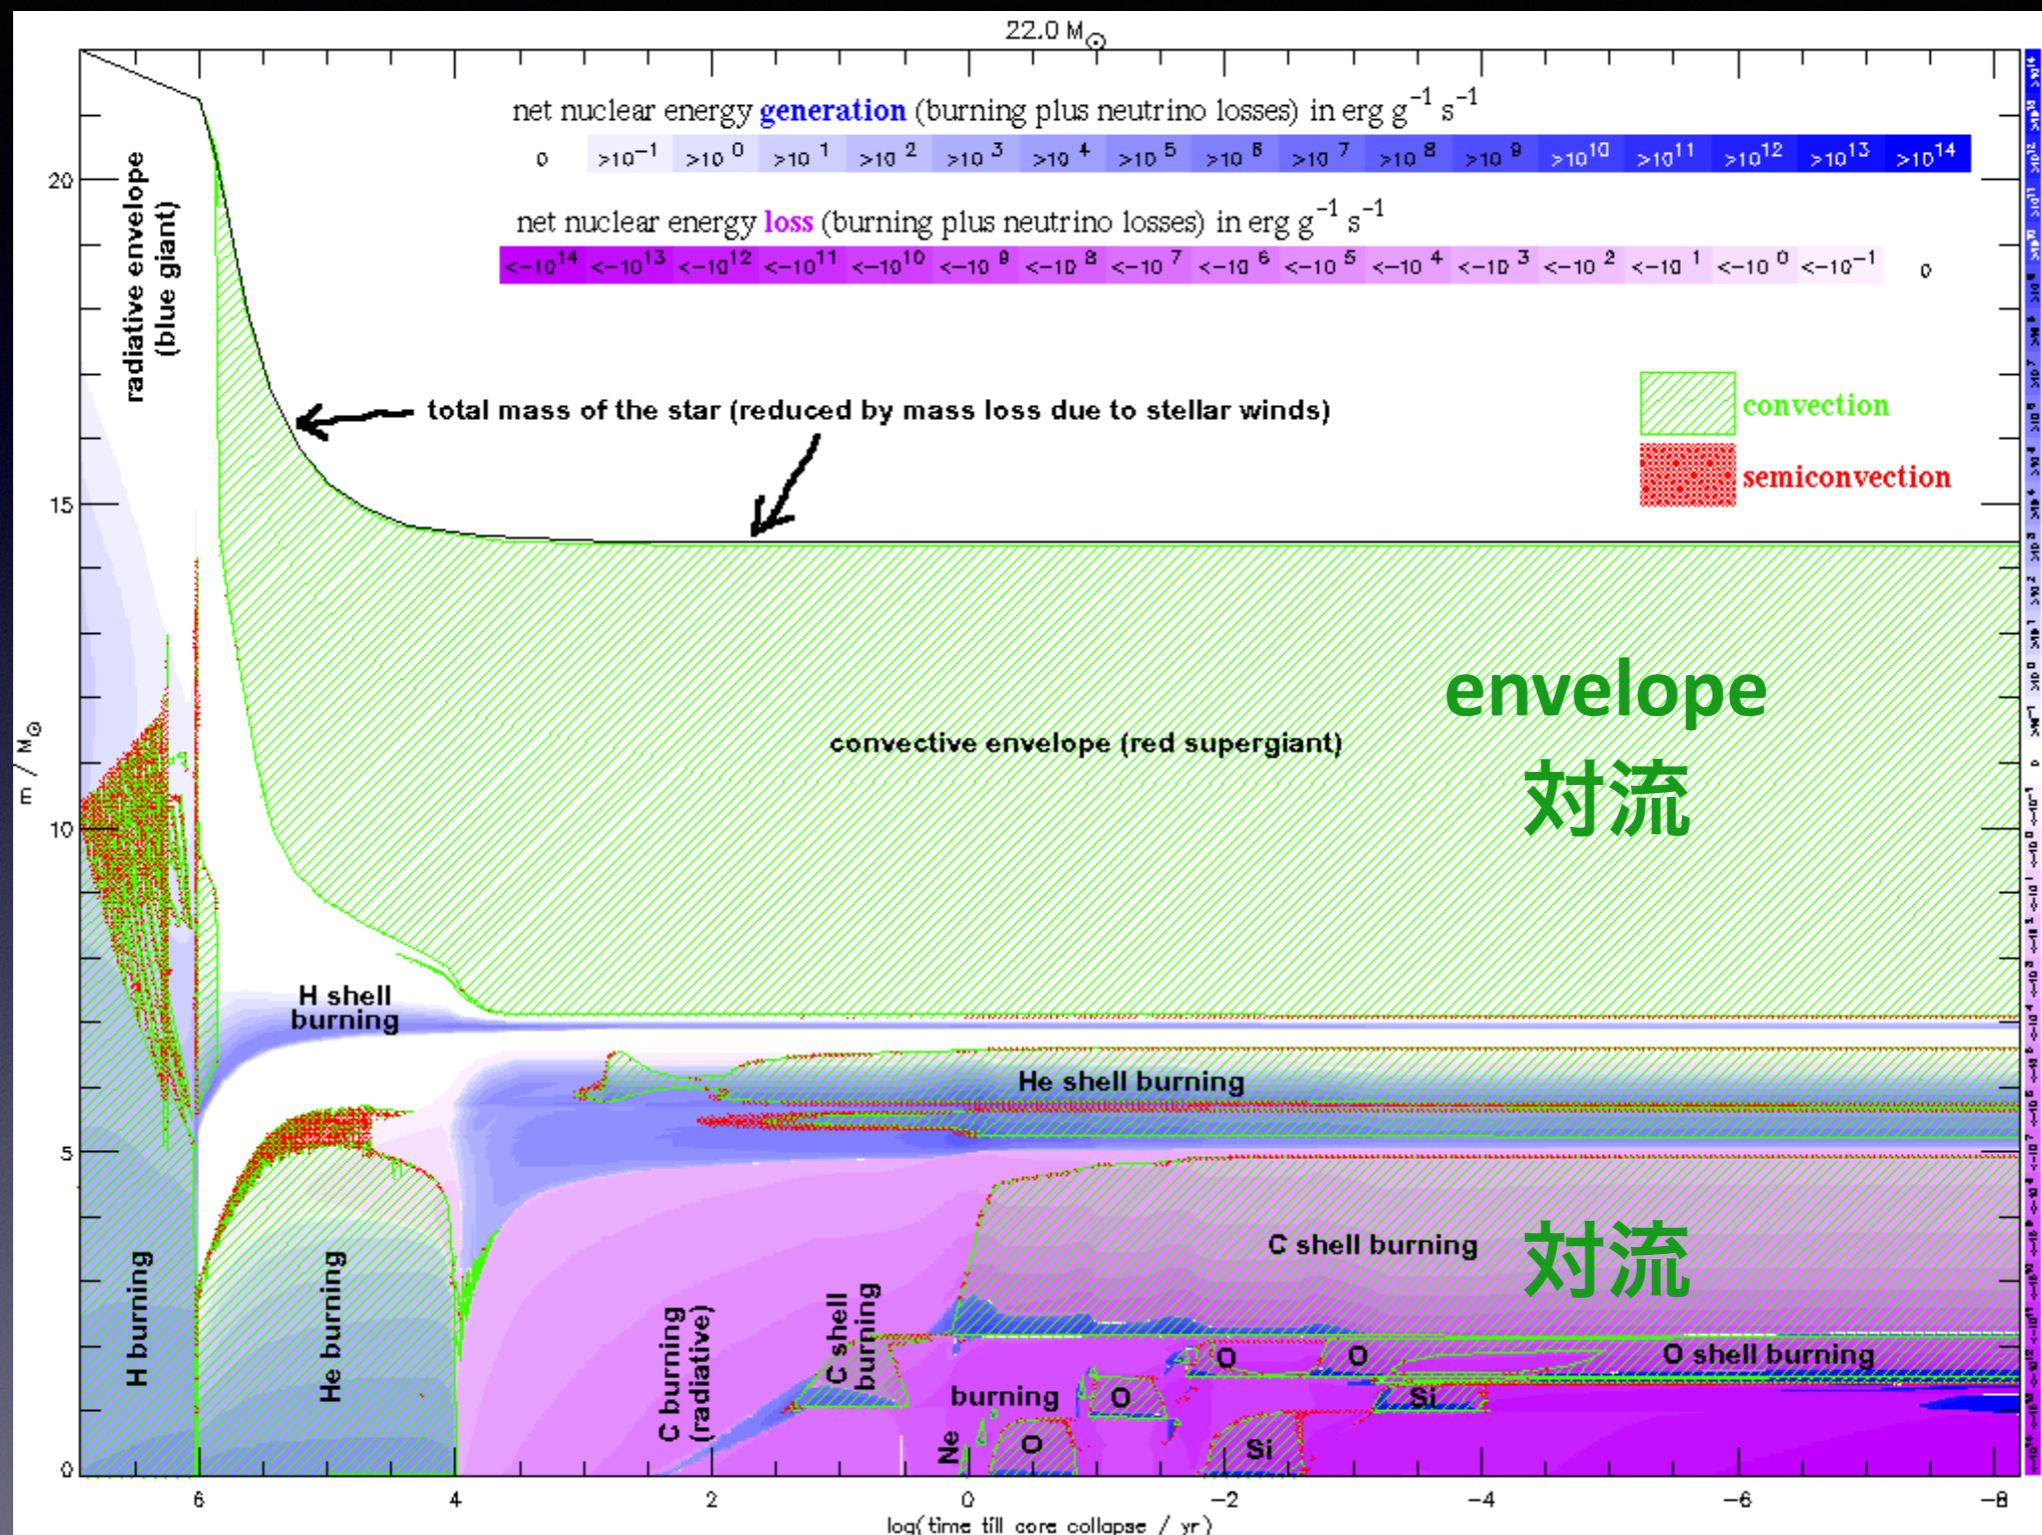 22.0 M☉
net nuclear energy generation (burning plus neutrino losses) in erg g⁻¹ s⁻¹
0 >10⁻¹ >10⁰ >10¹ >10² >10³ >10⁴ >10⁵ >10⁶ >10⁷ >10⁸ >10⁹ >10¹⁰ >10¹¹ >10¹² >10¹³ >10¹⁴
net nuclear energy loss (burning plus neutrino losses) in erg g⁻¹ s⁻¹
<-10¹⁴ <-10¹³ <-10¹² <-10¹¹ <-10¹⁰ <-10⁹ <-10⁸ <-10⁷ <-10⁶ <-10⁵ <-10⁴ <-10³ <-10² <-10¹ <-10⁰ <-10⁻¹ 0
radiative envelope
(blue giant)
total mass of the star (reduced by mass loss due to stellar winds)
convection
semiconvection
envelope
対流
convective envelope (red supergiant)
H shell
burning
He shell burning
C shell burning
対流
H burning
He burning
C burning
(radiative)
C shell
burning
burning
Ne
O
O
O
O
O shell burning
Si
Si
m / M☉
20
15
10
5
0
6 4 2 0 -2 -4 -6 -8
log(time till core collapse / yr)